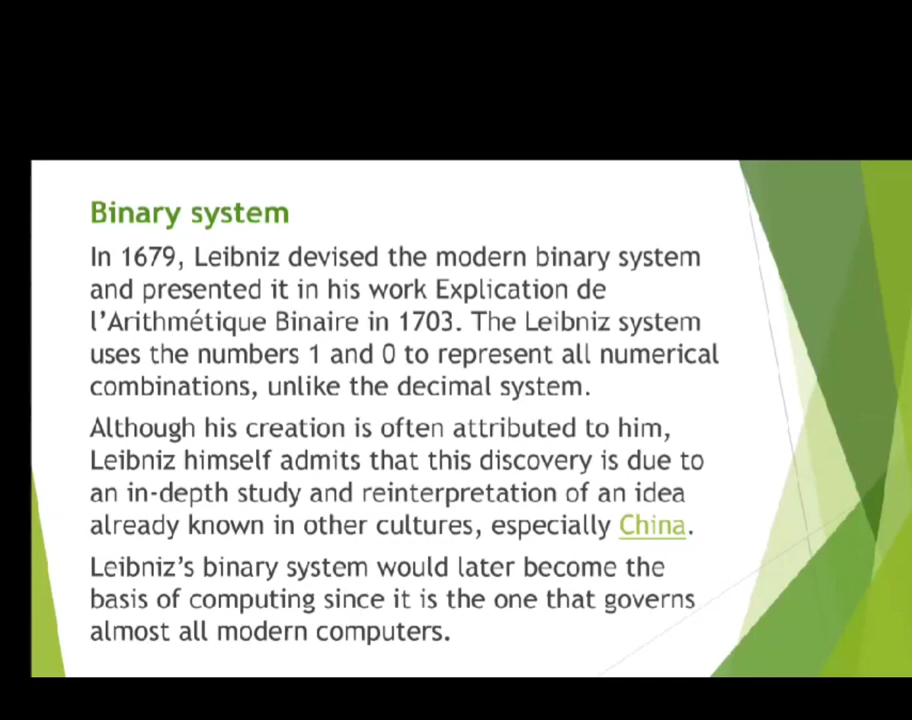 Binary system
In 1679, Leibniz devised the modern binary system
and presented it in his work Explication de
l’Arithmétique Binaire in 1703. The Leibniz system
uses the numbers 1 and 0 to represent all numerical
combinations, unlike the decimal system.
Although his creation is often attributed to him,
Leibniz himself admits that this discovery is due to
an in-depth study and reinterpretation of an idea
already known in other cultures, especially China.
Leibniz’s binary system would later become the
basis of computing since it is the one that governs
almost all modern computers.